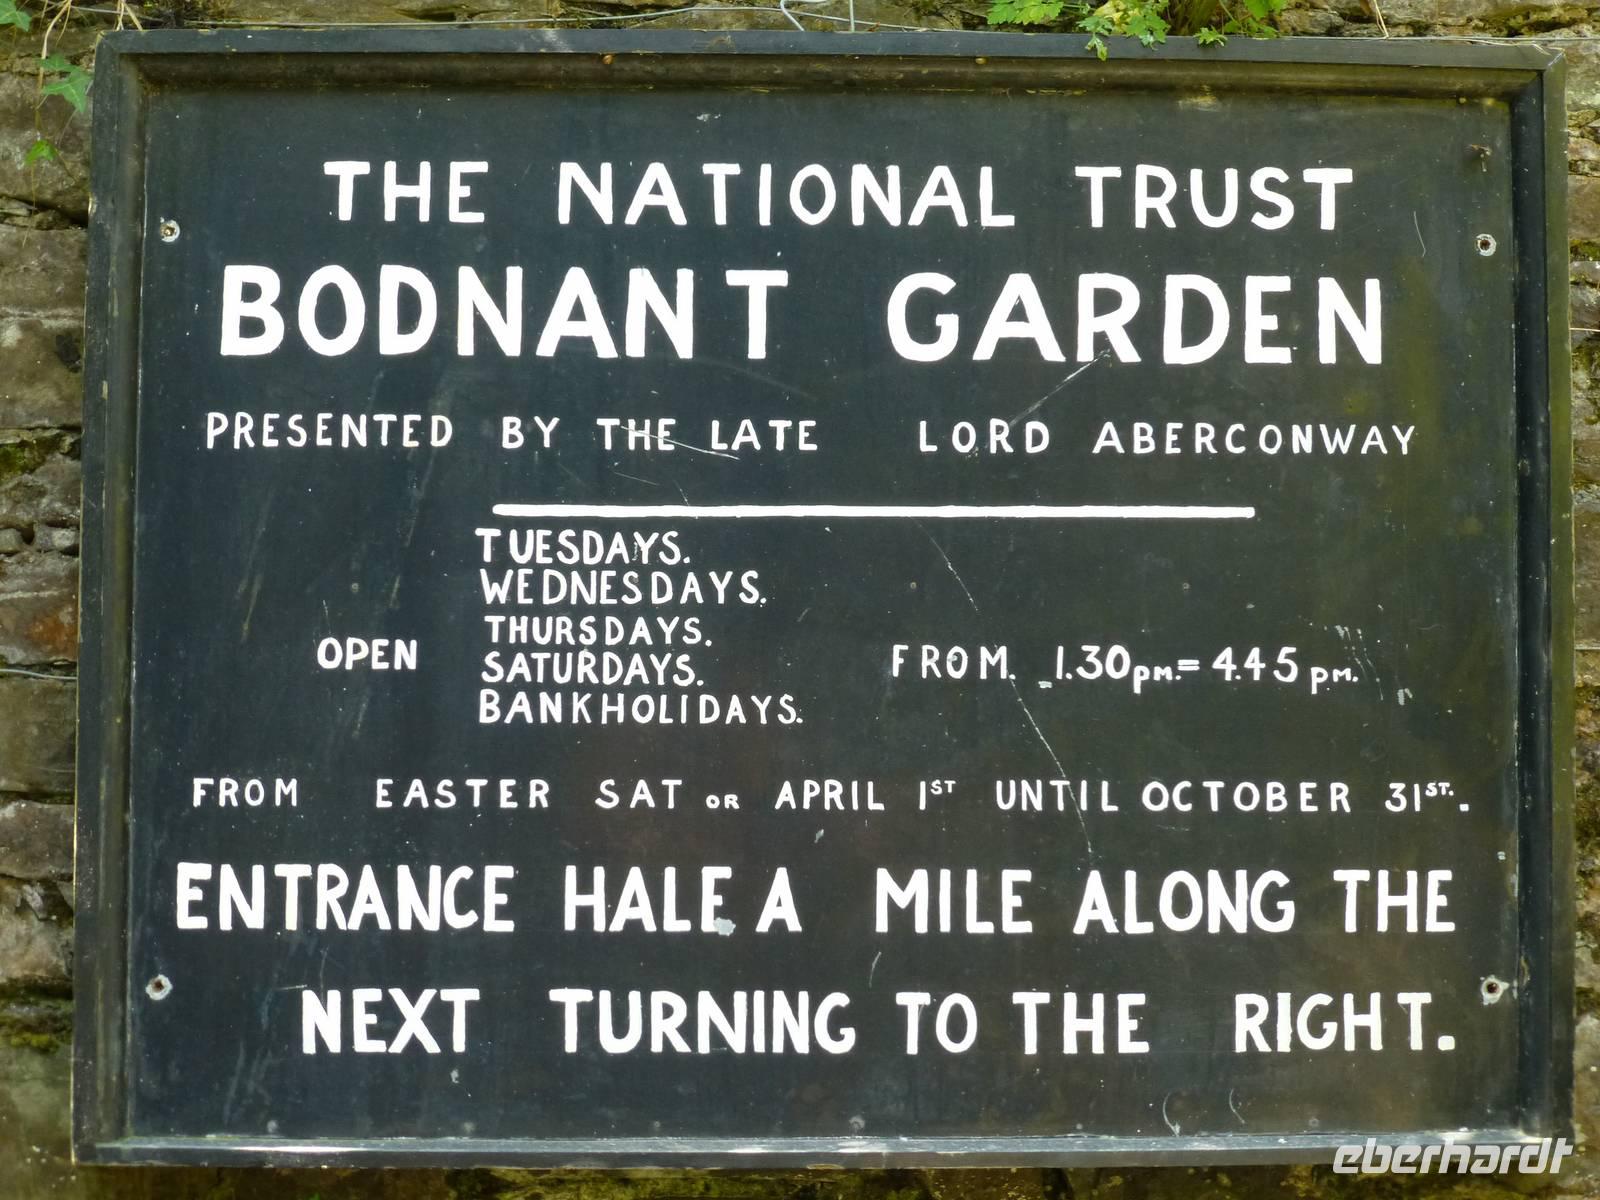 THE NATIONAL TRUST
BODNANT GARDEN
PRESENTED BY THE LATE LORD ABERCONWAY
TUESDAYS.
WEDNESDAYS.
THURSDAYS.
OPEN
SATURDAYS.
FROM. 1.30pm.= 4.45 pm.
BANKHOLIDAYS.
FROM EASTER SAT OR APRIL 1ST UNTIL OCTOBER 31ST..
ENTRANCE HALF A MILE ALONG THE
NEXT TURNING TO THE RIGHT.
eberhardt